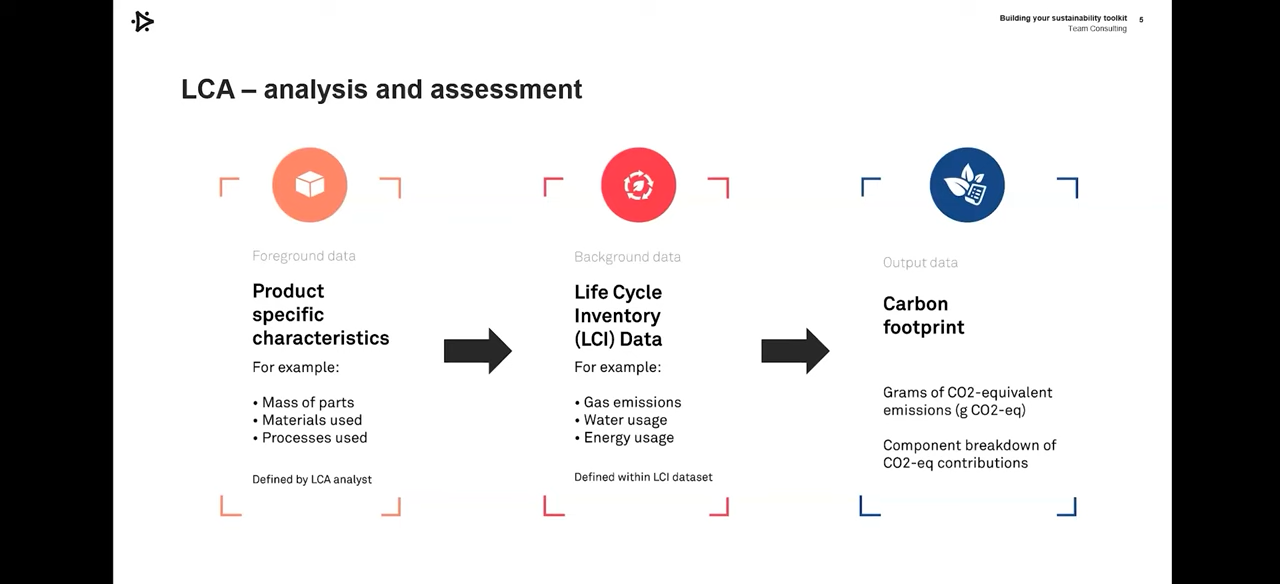 Building your sustainability toolkit 5
Team Consulting
LCA – analysis and assessment
Foreground data
Product
specific
characteristics
For example:
• Mass of parts
• Materials used
• Processes used
Defined by LCA analyst
Background data
Life Cycle
Inventory
(LCI) Data
For example:
• Gas emissions
• Water usage
• Energy usage
Defined within LCI dataset
Output data
Carbon
footprint
Grams of CO2-equivalent
emissions (g CO2-eq)
Component breakdown of
CO2-eq contributions